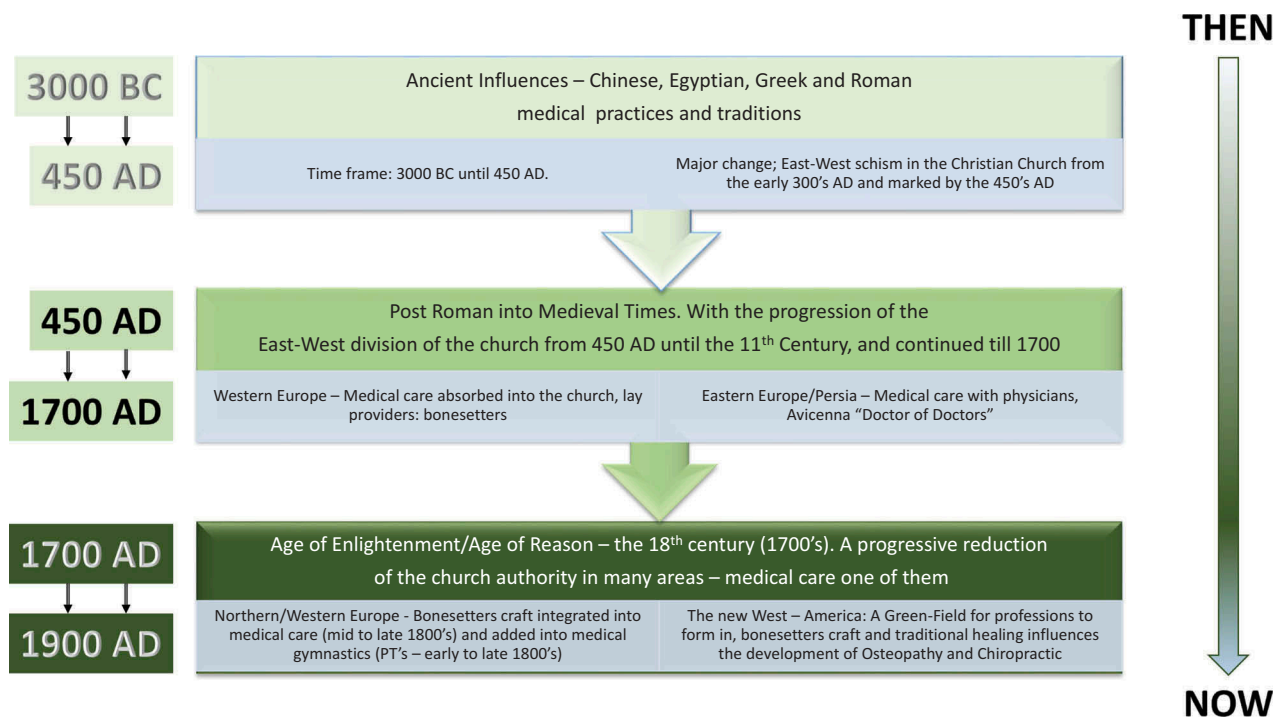 THEN
3000 BC
450 AD
Ancient Influences – Chinese, Egyptian, Greek and Roman
medical practices and traditions
Time frame: 3000 BC until 450 AD.
Major change; East-West schism in the Christian Church from
the early 300's AD and marked by the 450's AD
450 AD
1700 AD
Post Roman into Medieval Times. With the progression of the
East-West division of the church from 450 AD until the 11th Century, and continued till 1700
Western Europe – Medical care absorbed into the church, lay
providers: bonesetters
Eastern Europe/Persia – Medical care with physicians,
Avicenna “Doctor of Doctors”
1700 AD
1900 AD
Age of Enlightenment/Age of Reason – the 18th century (1700's). A progressive reduction
of the church authority in many areas – medical care one of them
Northern/Western Europe - Bonesetters craft integrated into
medical care (mid to late 1800's) and added into medical
gymnastics (PT's – early to late 1800's)
The new West – America: A Green-Field for professions to
form in, bonesetters craft and traditional healing influences
the development of Osteopathy and Chiropractic
NOW